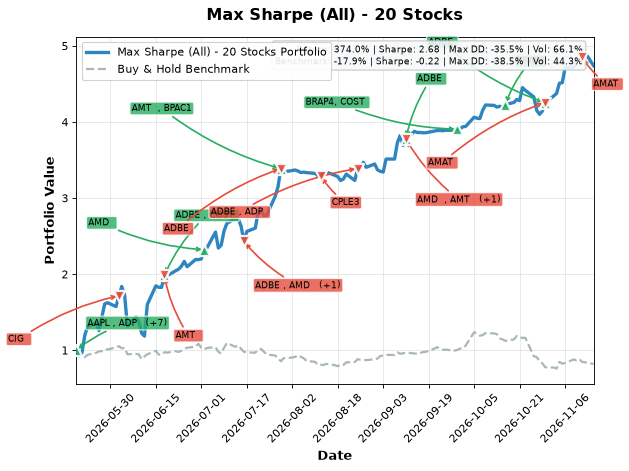 Max Sharpe (All) - 20 Stocks
Max Sharpe (All) - 20 Stocks Portfolio
Buy & Hold Benchmark
374.0% | Sharpe: 2.68 | Max DD: -35.5% | Vol: 66.1%
-17.9% | Sharpe: -0.22 | Max DD: -38.5% | Vol: 44.3%
AMAT
ADBE
BRAP4, COST
AMT , BPAC1
AMAT
AMD , AMT (+1)
CPLE3
ADBE , ADP
ADBE
AMD
ADBE , AMD (+1)
AAPL , ADP (+7)
CIG
AMT
Portfolio Value
5
4
3
2
1
2026-05-30
2026-06-15
2026-07-01
2026-07-17
2026-08-02
2026-08-18
2026-09-03
2026-09-19
2026-10-05
2026-10-21
2026-11-06
Date